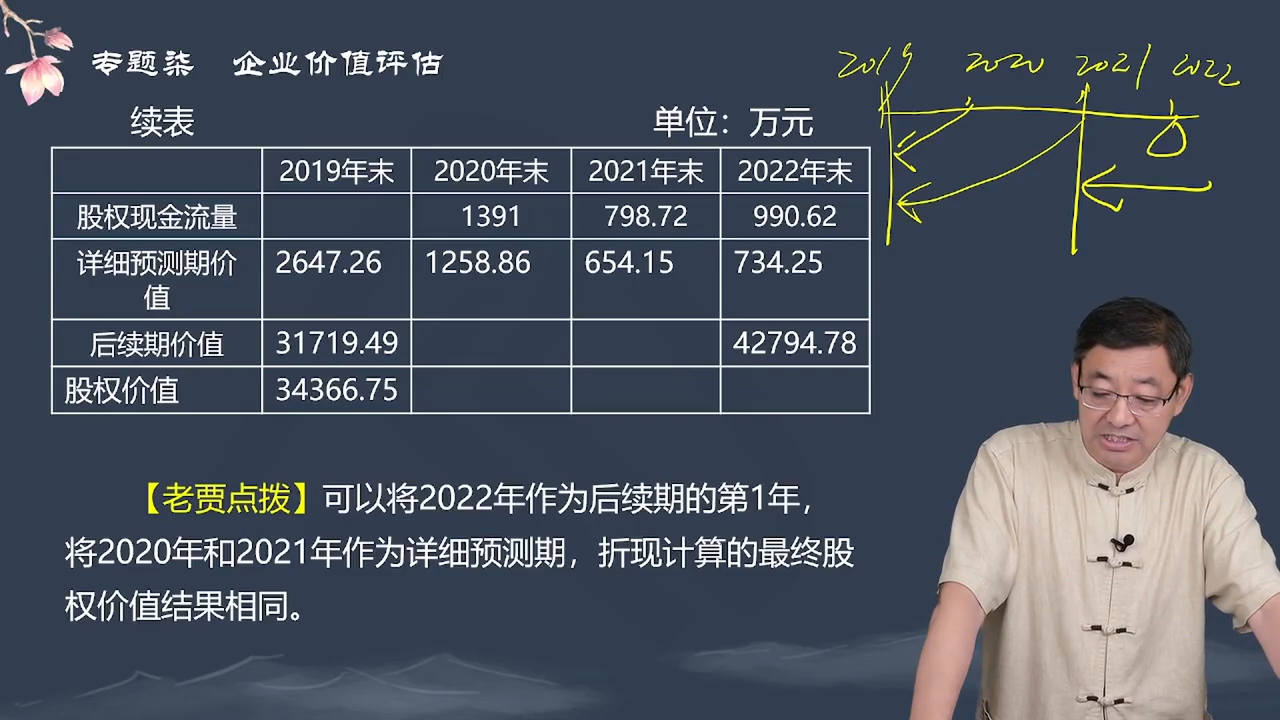 专题柒 企业价值评估
2019 2020 2021 2022
续表 单位：万元
2019年末 2020年末 2021年末 2022年末
股权现金流量 1391 798.72 990.62
详细预测期价值 2647.26 1258.86 654.15 734.25
后续期价值 31719.49 42794.78
股权价值 34366.75
【老贾点拨】可以将2022年作为后续期的第1年，
将2020年和2021年作为详细预测期，折现计算的最终股
权价值结果相同。